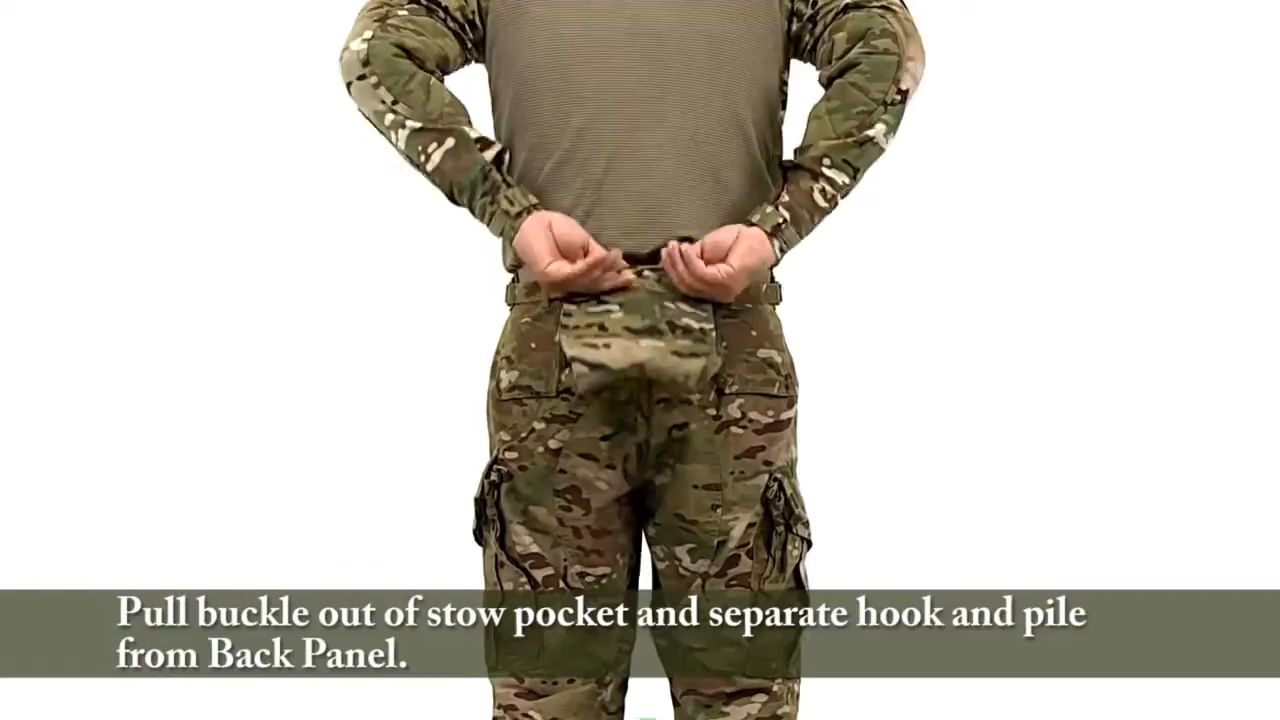 Pull buckle out of stow pocket and separate hook and pile
from Back Panel.